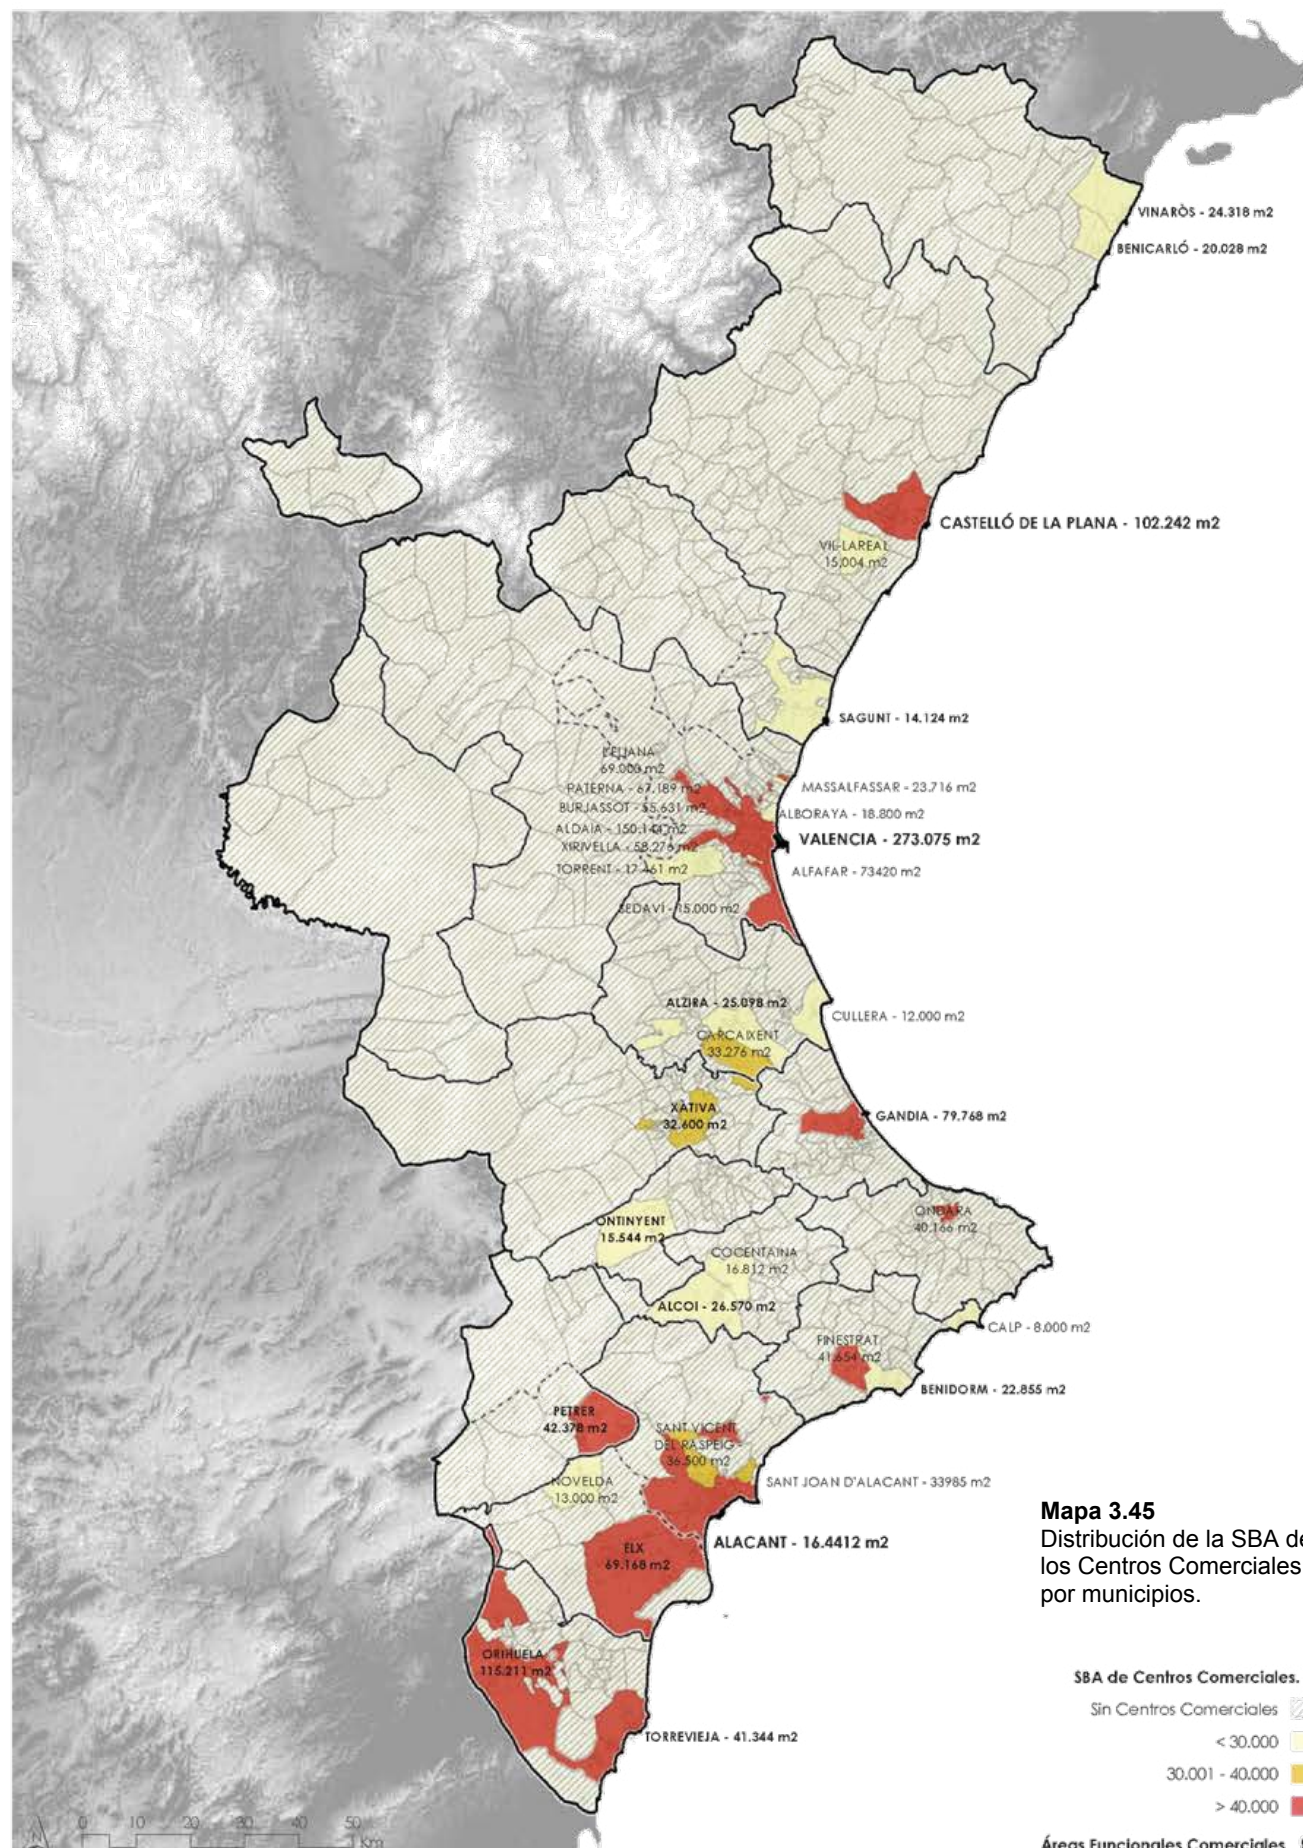 VINARÒS - 24.318 m2
BENICARLÓ - 20.028 m2
CASTELLÓ DE LA PLANA - 102.242 m2
VIL·LAREAL
15.004 m2
SAGUNT - 14.124 m2
L'ELIANA
69.000 m2
PATERNA - 67.189 m2
MASSALFASSAR - 23.716 m2
BURJASSOT - 55.631 m2
ALBORAYA - 18.800 m2
ALDAIA - 150.144 m2
VALENCIA - 273.075 m2
XIRIVELLA - 58.276 m2
TORRENT - 17.461 m2
ALFAFAR - 73420 m2
SEDAVÍ - 15.000 m2
ALZIRA - 25.098 m2
CULLERA - 12.000 m2
CARCAIXENT
33.276 m2
XÀTIVA
32.600 m2
GANDIA - 79.768 m2
ONDARA
40.166 m2
ONTINYENT
15.544 m2
COCENTAINA
16.812 m2
ALCOI - 26.570 m2
CALP - 8.000 m2
FINESTRAT
41.654 m2
BENIDORM - 22.855 m2
PETRER
42.378 m2
SANT VICENT
DEL RASPEIG -
36.500 m2
NOVELDA
13.000 m2
SANT JOAN D'ALACANT - 33985 m2
ALACANT - 16.4412 m2
ELX
69.168 m2
ORIHUELA
115.211 m2
TORREVIEJA - 41.344 m2
Mapa 3.45
Distribución de la SBA de
los Centros Comerciales
por municipios.
SBA de Centros Comerciales.
Sin Centros Comerciales
< 30.000
30.001 - 40.000
> 40.000
Áreas Funcionales Comerciales
N
0 10 20 30 40 50
Km